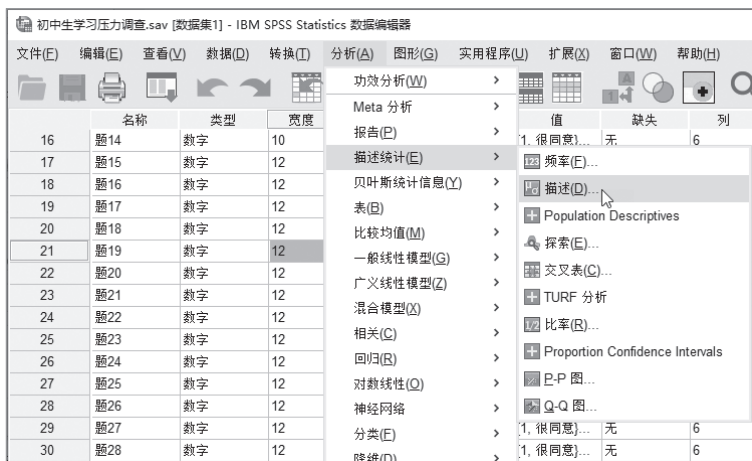 初中生学习压力调查.sav [数据集1] - IBM SPSS Statistics 数据编辑器
文件(F) 编辑(E) 查看(V) 数据(D) 转换(T) 分析(A) 图形(G) 实用程序(U) 扩展(X) 窗口(W) 帮助(H)
名称 类型 宽度 值 缺失 列
16 题14 数字 10 [1, 很同意}... 无 6
17 题15 数字 12
18 题16 数字 12
19 题17 数字 12
20 题18 数字 12
21 题19 数字 12
22 题20 数字 12
23 题21 数字 12
24 题22 数字 12
25 题23 数字 12
26 题24 数字 12
27 题25 数字 12
28 题26 数字 12
29 题27 数字 12 [1, 很同意}... 无 6
30 题28 数字 12 [1, 很同意}... 无 6
功效分析(W)
Meta 分析
报告(P)
描述统计(E)
贝叶斯统计信息(Y)
表(B)
比较均值(M)
一般线性模型(G)
广义线性模型(Z)
混合模型(X)
相关(C)
回归(R)
对数线性(O)
神经网络
分类(F)
降维(D)
频率(F)...
描述(D)...
Population Descriptives
探索(E)...
交叉表(C)...
TURF 分析
比率(R)...
Proportion Confidence Intervals
P-P 图...
Q-Q 图...